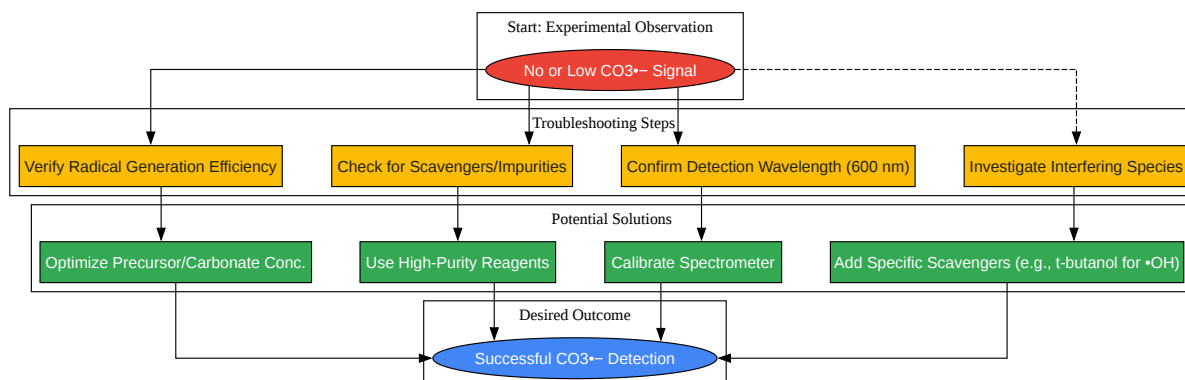 Start: Experimental Observation
No or Low CO3•− Signal
Troubleshooting Steps
Verify Radical Generation Efficiency
Check for Scavengers/Impurities
Confirm Detection Wavelength (600 nm)
Investigate Interfering Species
Potential Solutions
Optimize Precursor/Carbonate Conc.
Use High-Purity Reagents
Calibrate Spectrometer
Add Specific Scavengers (e.g., t-butanol for •OH)
Desired Outcome
Successful CO3•− Detection